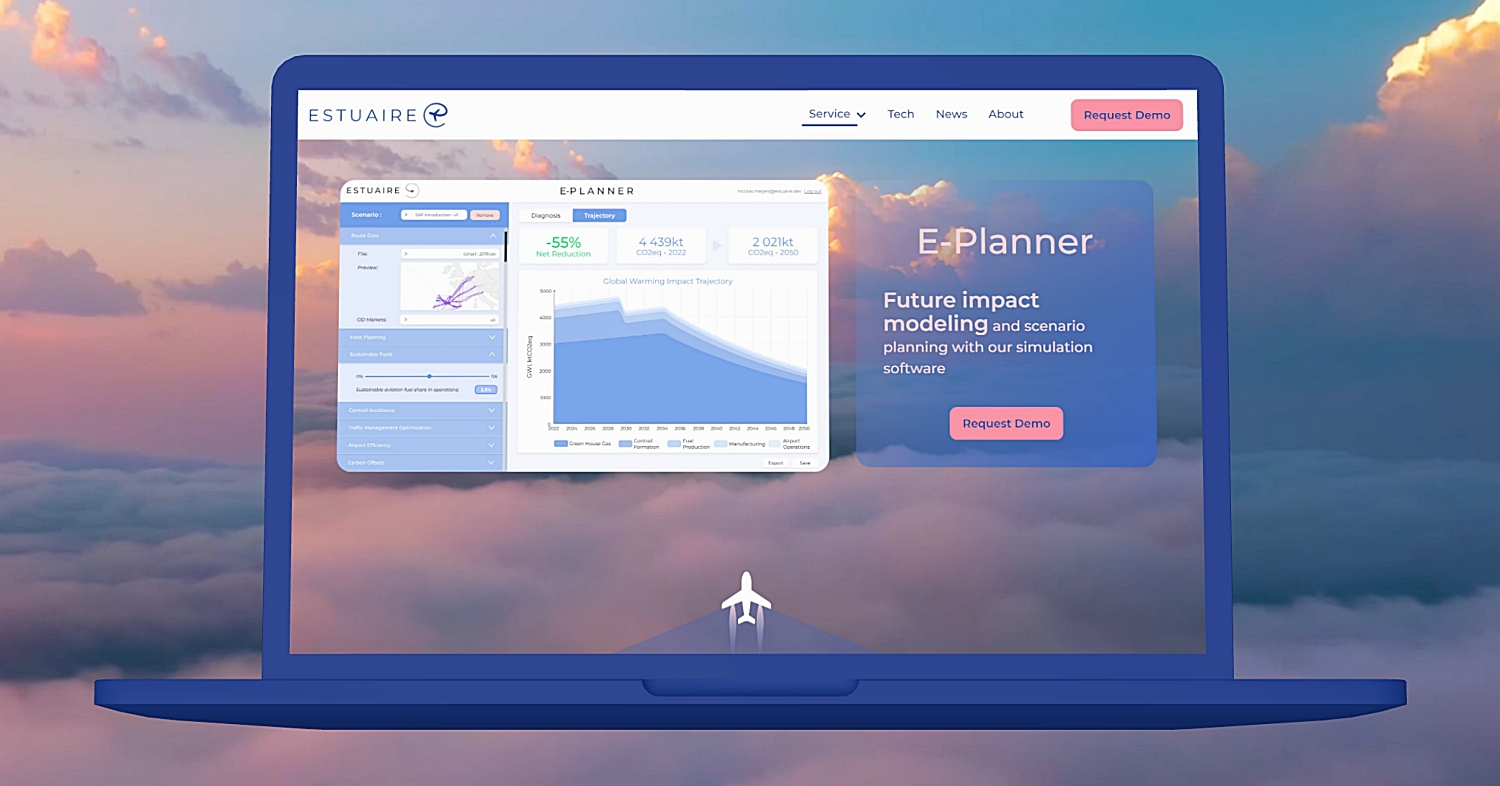 ESTUAIRE
Service
Tech
News
About
Request Demo
ESTUAIRE
E-PLANNER
Log out
Scenario :
SAF Introduction - v1
Remove
Route Data
File:
Preview:
OD Markets:
all
Fleet Planning
Sustainable Fuels
0%
5%
Sustainable aviation fuel share in operations:
Contrail Avoidance
Traffic Management Optimization
Airport Efficiency
Carbon Offsets
Diagnosis
Trajectory
-55%
Net Reduction
4 439kt
CO2eq - 2022
2 021kt
CO2eq - 2050
Global Warming Impact Trajectory
GWI, ktCO2eq
5000
4000
3000
2000
1000
0
2022 2024 2026 2028 2030 2032 2034 2036 2038 2040 2042 2044 2046 2048 2050
Green House Gas
Contrail
Formation
Fuel
Production
Manufacturing
Airport
Operations
Export
Save
E-Planner
Future impact
modeling and scenario
planning with our simulation
software
Request Demo